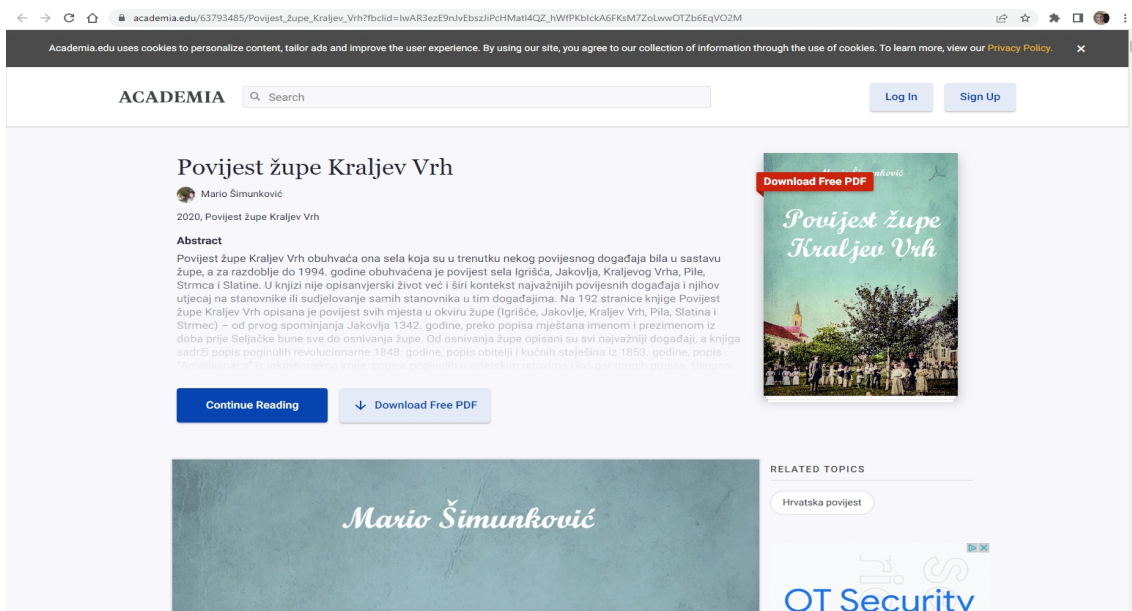 academia.edu/63793485/Povijest_župe_Kraljev_Vrh?fbclid=IwAR3ezE9nJvEbszJiPcHMatI4QZ_hWfPKbIckA6FKsM7ZoLwwOTZb6EqVO2M
Academia.edu uses cookies to personalize content, tailor ads and improve the user experience. By using our site, you agree to our collection of information through the use of cookies. To learn more, view our Privacy Policy.
ACADEMIA
Search
Log In
Sign Up
Povijest župe Kraljev Vrh
Mario Šimunković
2020, Povijest župe Kraljev Vrh
Abstract
Povijest župe Kraljev Vrh obuhvaća ona sela koja su u trenutku nekog povijesnog događaja bila u sastavu
župe, a za razdoblje do 1994. godine obuhvaćena je povijest sela Igrišća, Jakovlja, Kraljevog Vrha, Pile,
Strmca i Slatine. U knjizi nije opisanvjerski život već i širi kontekst najvažnijih povijesnih događaja i njihov
utjecaj na stanovnike ili sudjelovanje samih stanovnika u tim događajima. Na 192 stranice knjige Povijest
župe Kraljev Vrh opisana je povijest svih mjesta u okviru župe (Igrišće, Jakovlje, Kraljev Vrh, Pila, Slatina i
Strmec) – od prvog spominjanja Jakovlja 1342. godine, preko popisa mještana imenom i prezimenom iz
doba prije Seljačke bune sve do osnivanja župe. Od osnivanja župe opisani su svi najvažniji događaji, a knjiga
sadrži popis poginulih revolucionarne 1848. godine, popis obitelji i kućnih staješina iz 1853. godine, popis
Continue Reading
Download Free PDF
Download Free PDF
Povijest župe
Kraljev Vrh
Mario Šimunković
RELATED TOPICS
Hrvatska povijest
OT Security